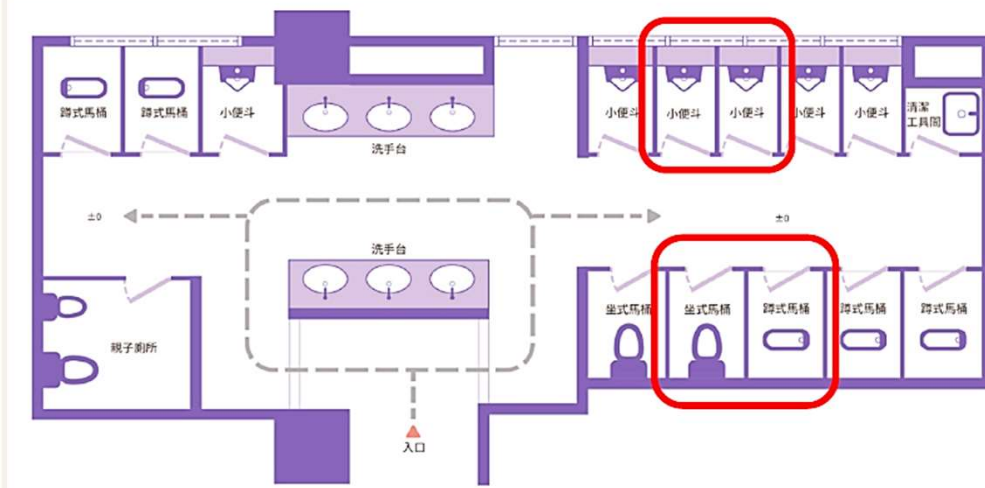 蹲式馬桶
蹲式馬桶
小便斗
小便斗
小便斗
小便斗
小便斗
小便斗
清潔
工具間
洗手台
±0
±0
洗手台
坐式馬桶
坐式馬桶
蹲式馬桶
蹲式馬桶
蹲式馬桶
親子廁所
入口